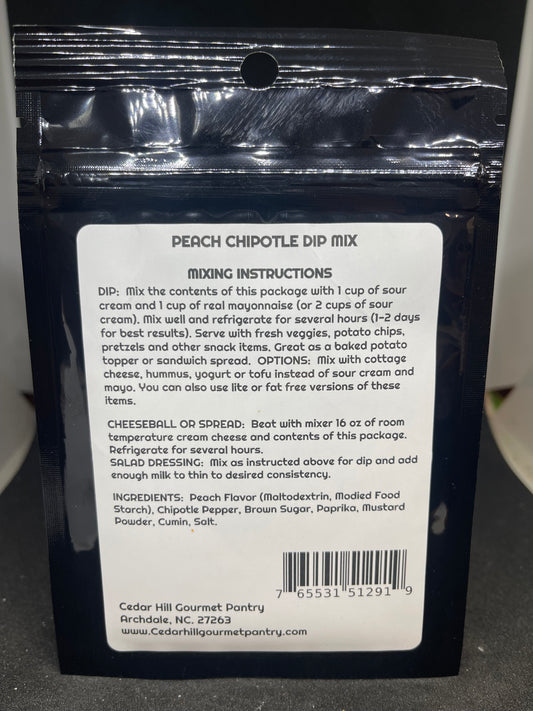 PEACH CHIPOTLE DIP MIX
MIXING INSTRUCTIONS
DIP: Mix the contents of this package with 1 cup of sour
cream and 1 cup of real mayonnaise (or 2 cups of sour
cream). Mix well and refrigerate for several hours (1-2 days
for best results). Serve with fresh veggies, potato chips,
pretzels and other snack items. Great as a baked potato
topper or sandwich spread. OPTIONS: Mix with cottage
cheese, hummus, yogurt or tofu instead of sour cream and
mayo. You can also use lite or fat free versions of these
items.
CHEESEBALL OR SPREAD: Beat with mixer 16 oz of room
temperature cream cheese and contents of this package.
Refrigerate for several hours.
SALAD DRESSING: Mix as instructed above for dip and add
enough milk to thin to desired consistency.
INGREDIENTS: Peach Flavor (Maltodextrin, Modied Food
Starch), Chipotle Pepper, Brown Sugar, Paprika, Mustard
Powder, Cumin, Salt.
7 65531 51291 9
Cedar Hill Gourmet Pantry
Archdale, NC. 27263
www.Cedarhillgourmetpantry.com